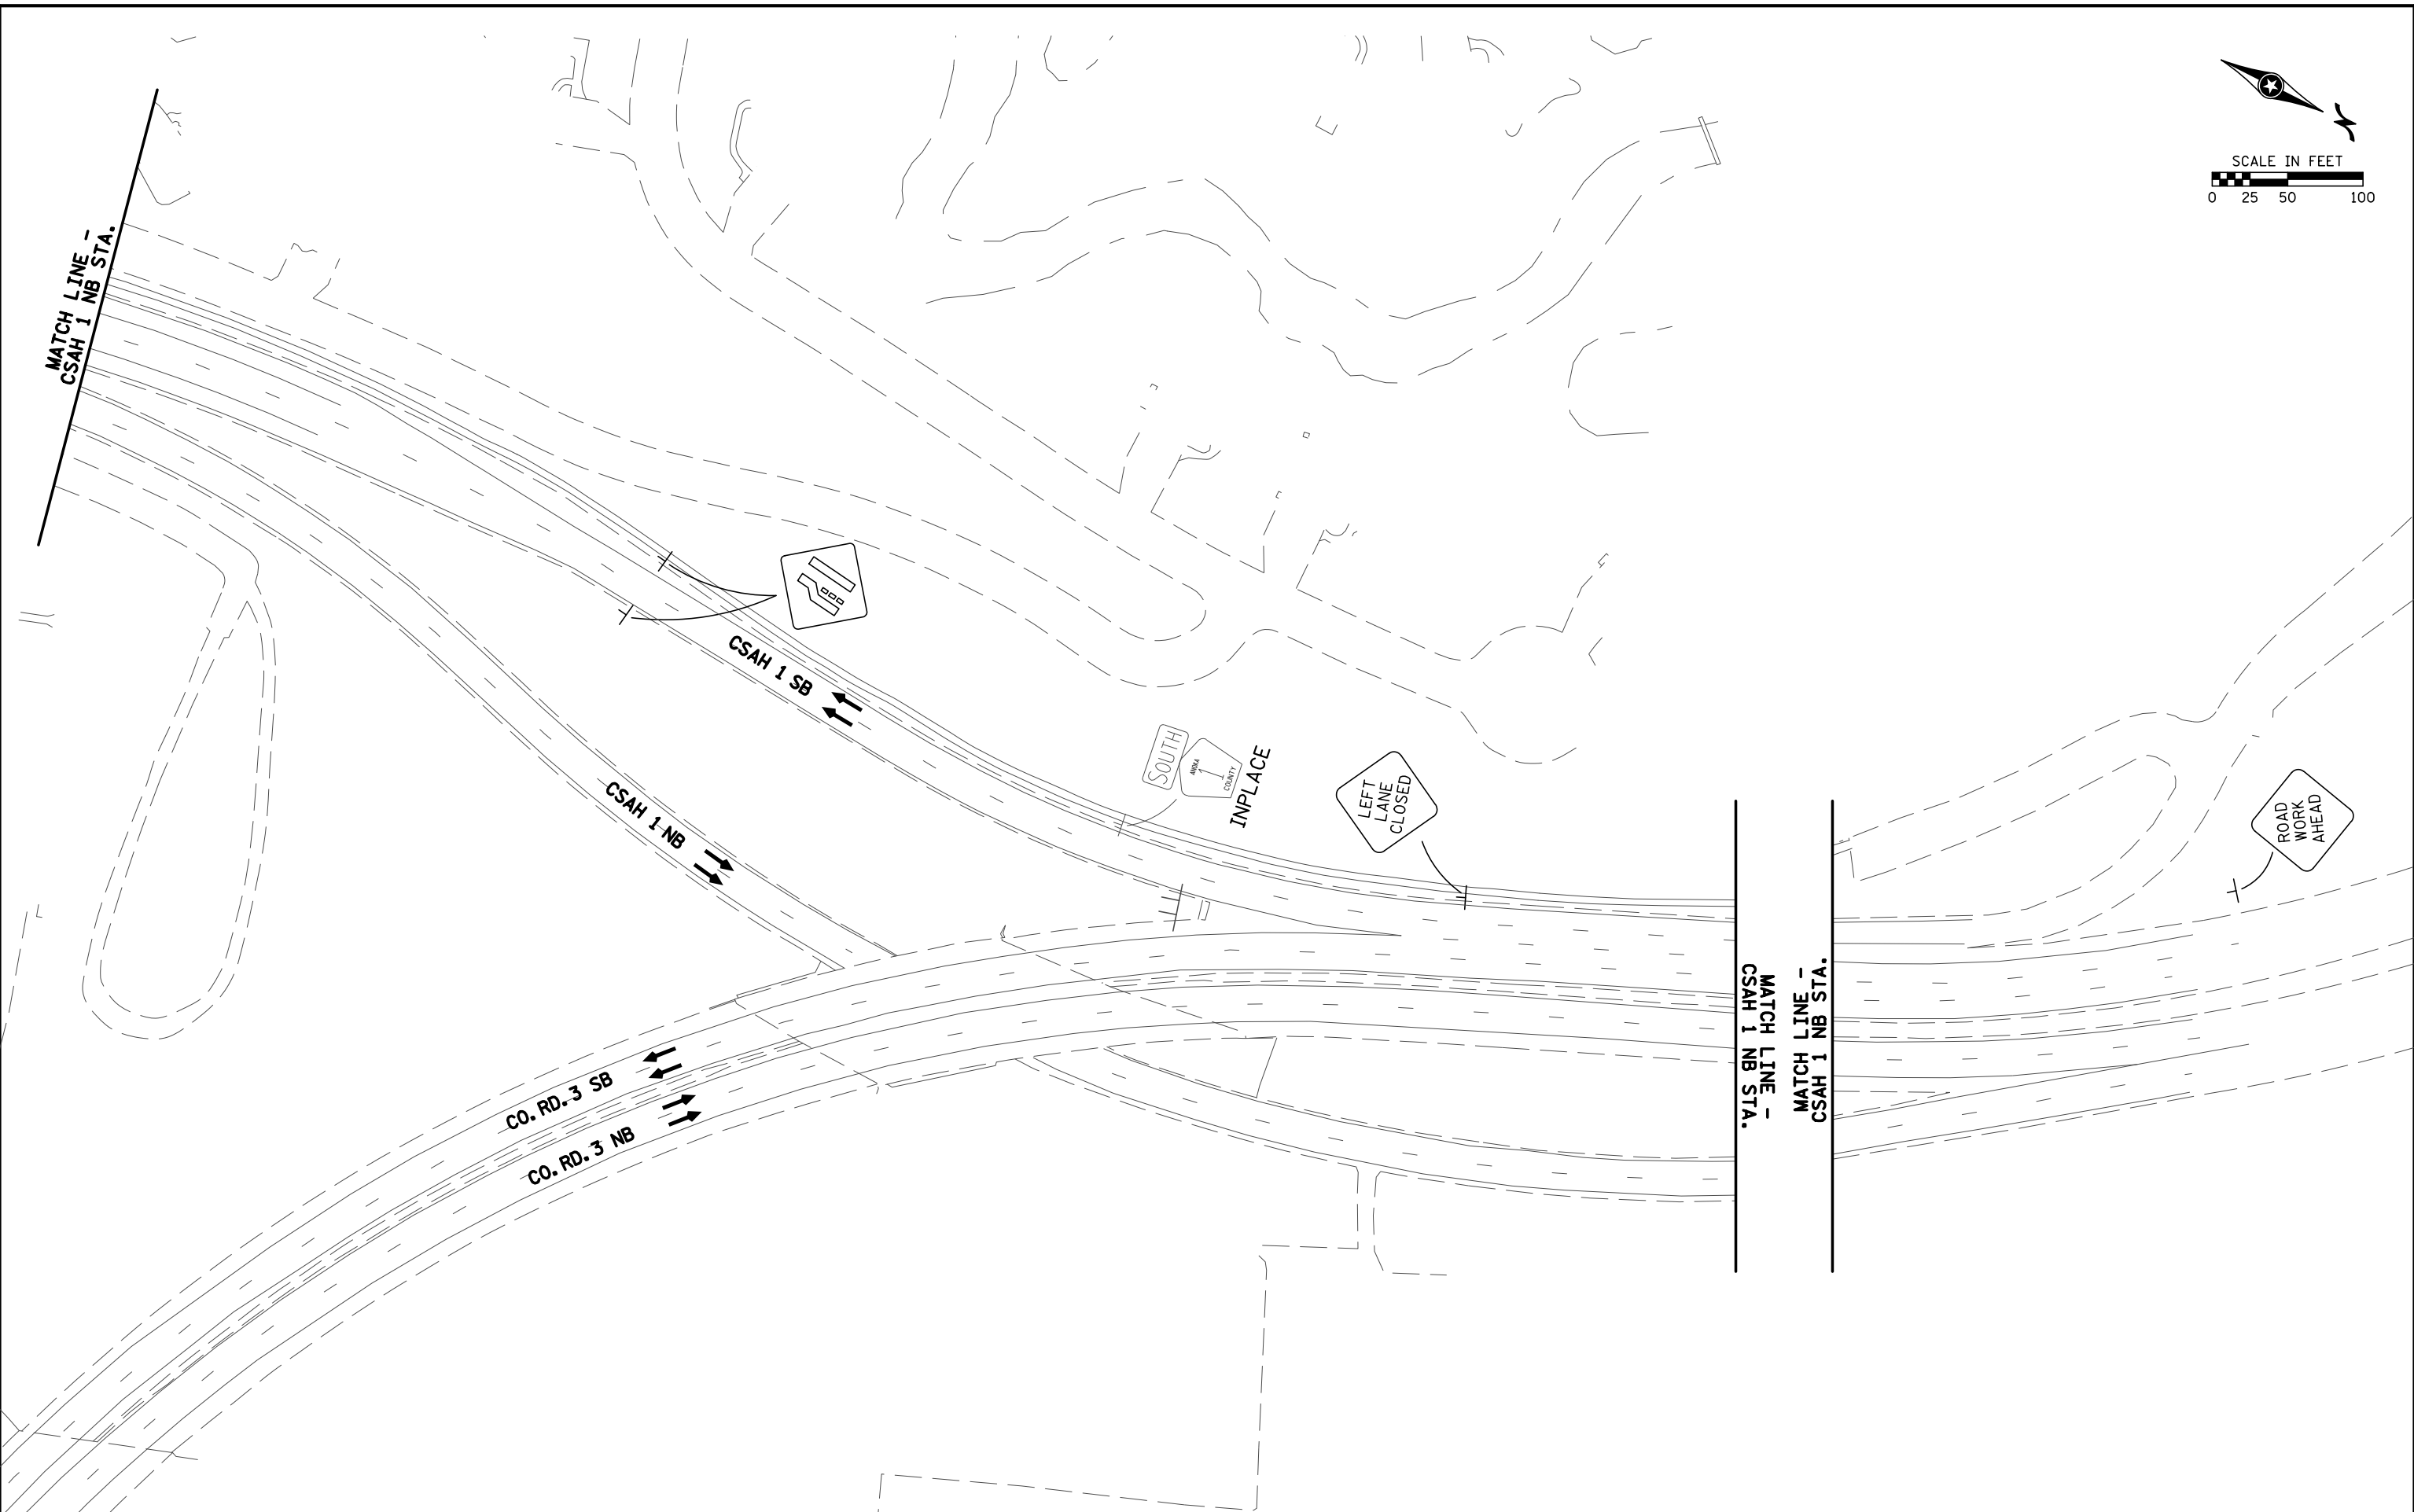 SCALE IN FEET
0 25 50 100
MATCH LINE -
CSAH 1 NB STA.
CSAH 1 SB
CSAH 1 NB
SOUTH
ANOKA
1
COUNTY
INPLACE
LEFT
LANE
CLOSED
MATCH LINE -
CSAH 1 NB STA.
MATCH LINE -
CSAH 1 NB STA.
ROAD
WORK
AHEAD
CO. RD. 3 SB
CO. RD. 3 NB
N